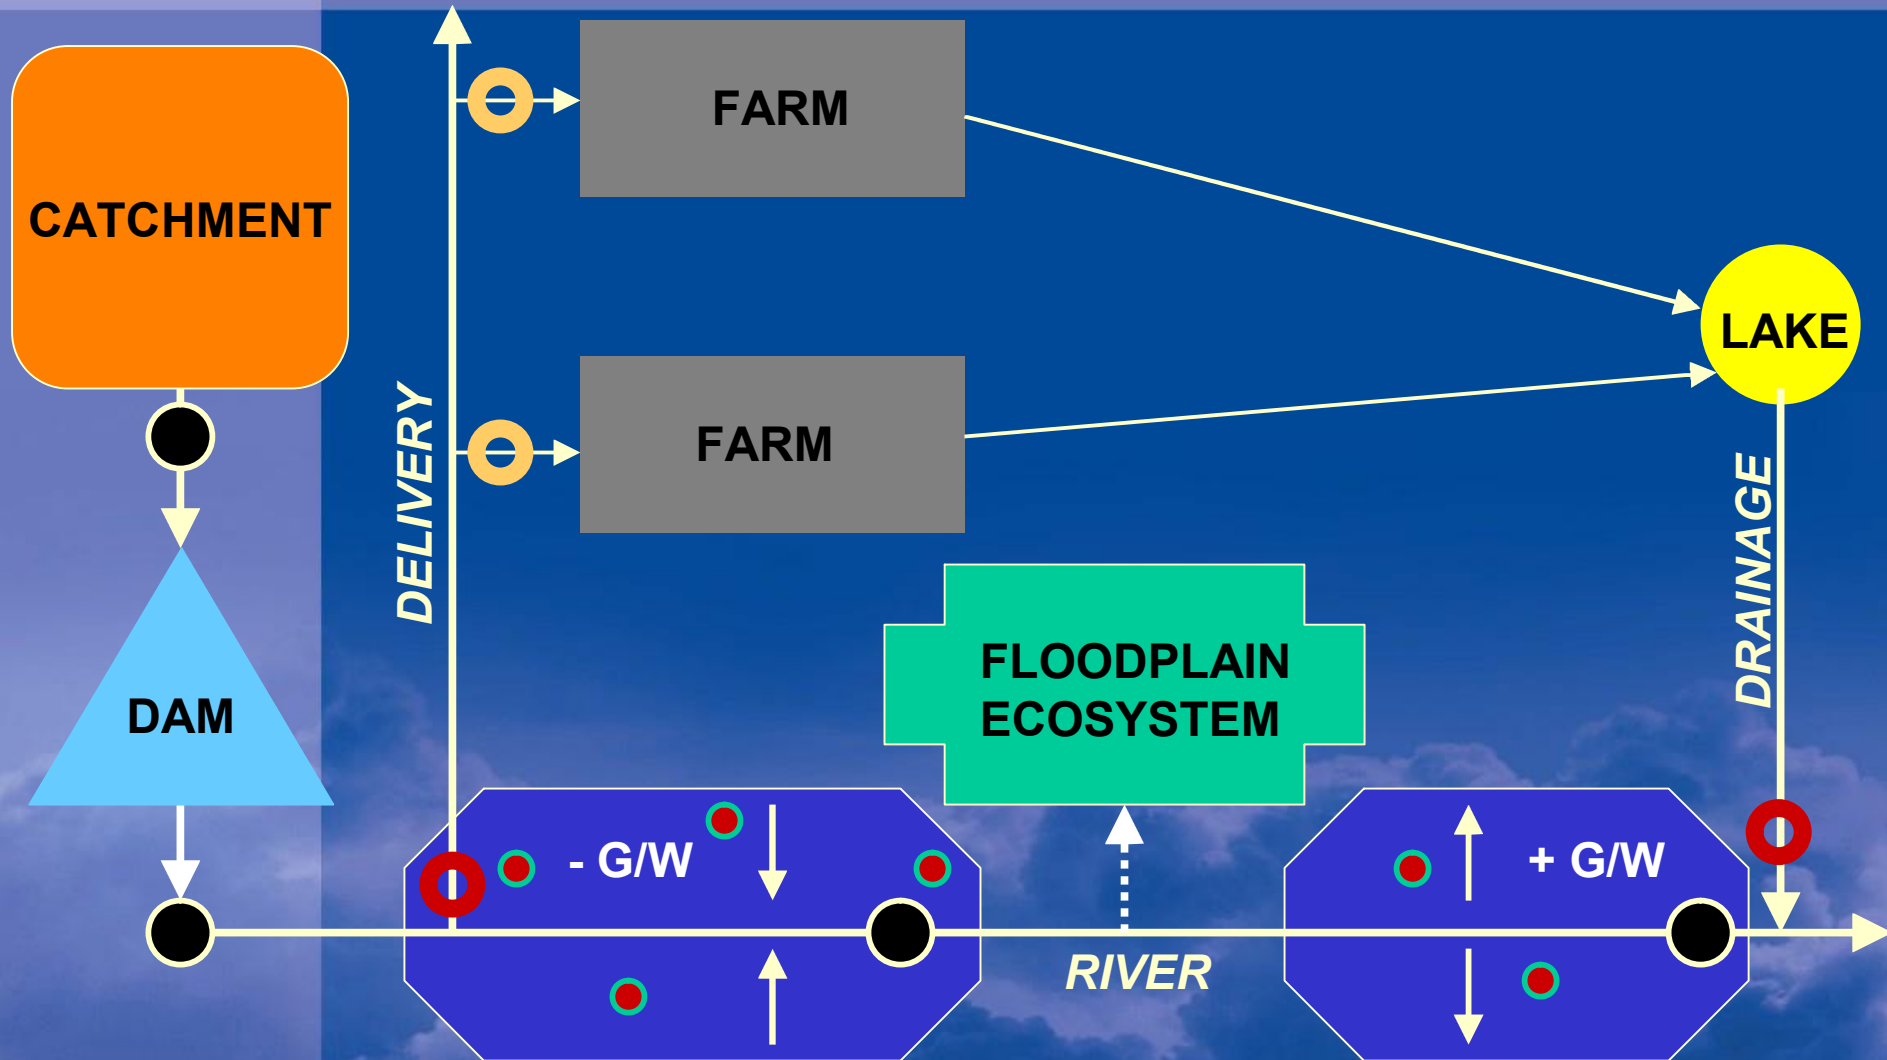 FARM
CATCHMENT
LAKE
DELIVERY
FARM
DRAINAGE
FLOODPLAIN
ECOSYSTEM
DAM
- G/W
+ G/W
RIVER